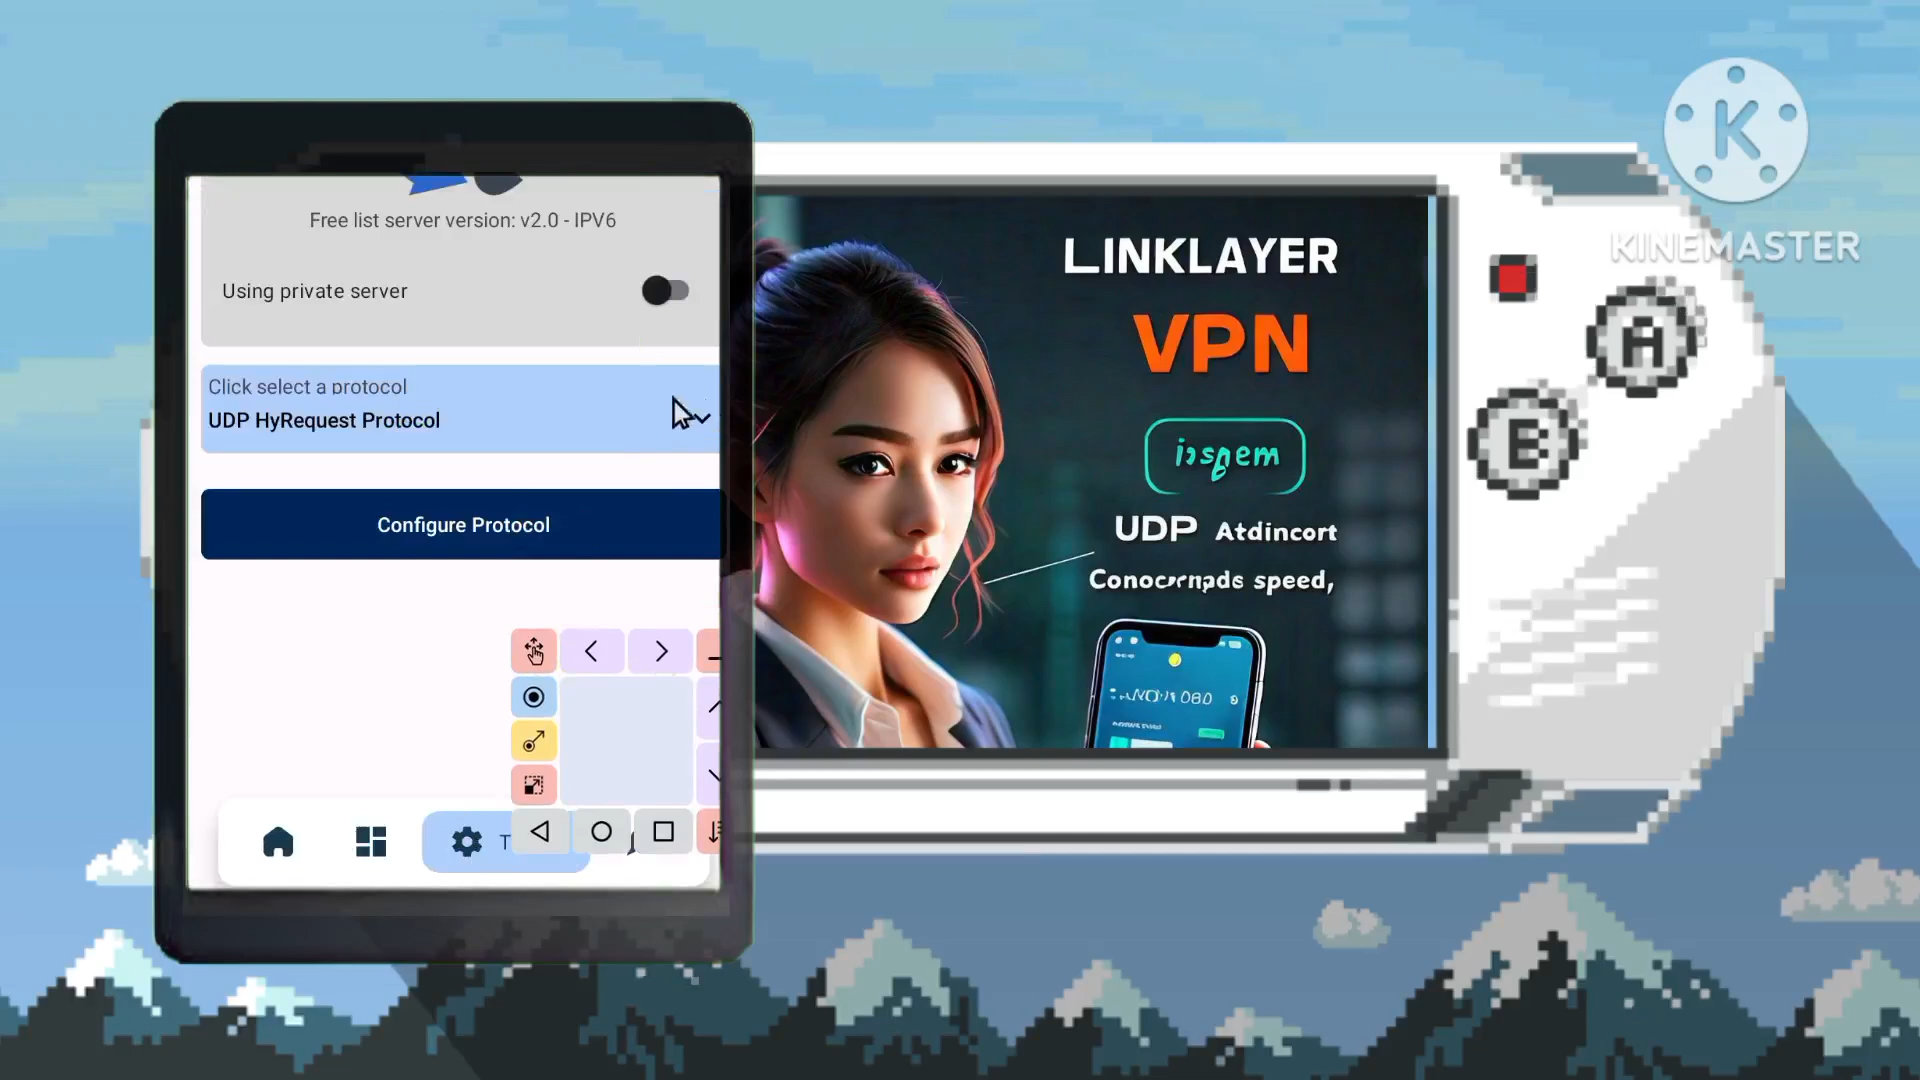 Free list server version: v2.0 - IPV6
Using private server
Click select a protocol
UDP HyRequest Protocol
Configure Protocol
T
LINKLAYER
VPN
UDP Atdincort
speed,
K
KINEMASTER
A
B